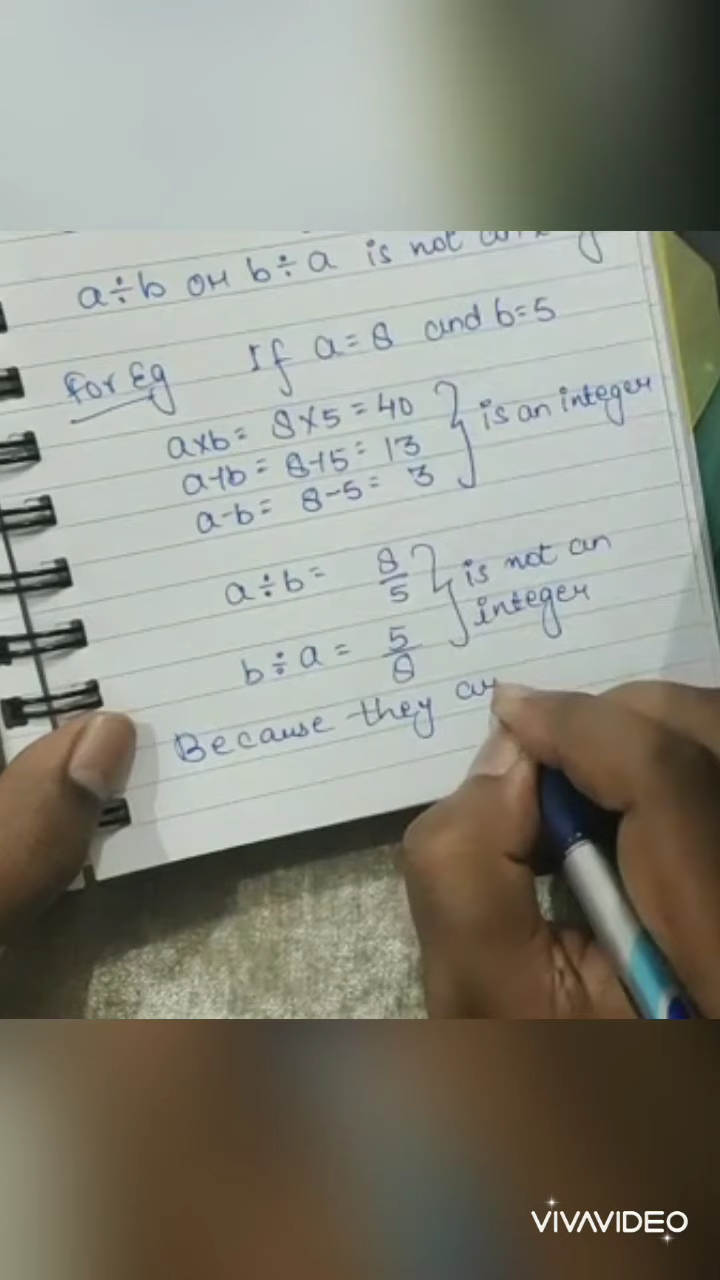 a÷b or b÷a is not
For Eg If a=8 and b=5
a×b= 8×5=40
a+b= 8+5= 13 is an integer
a-b= 8-5= 3
a÷b= 8/5 is not an
integer
b÷a= 5/8
Because they
VIVAVIDEO